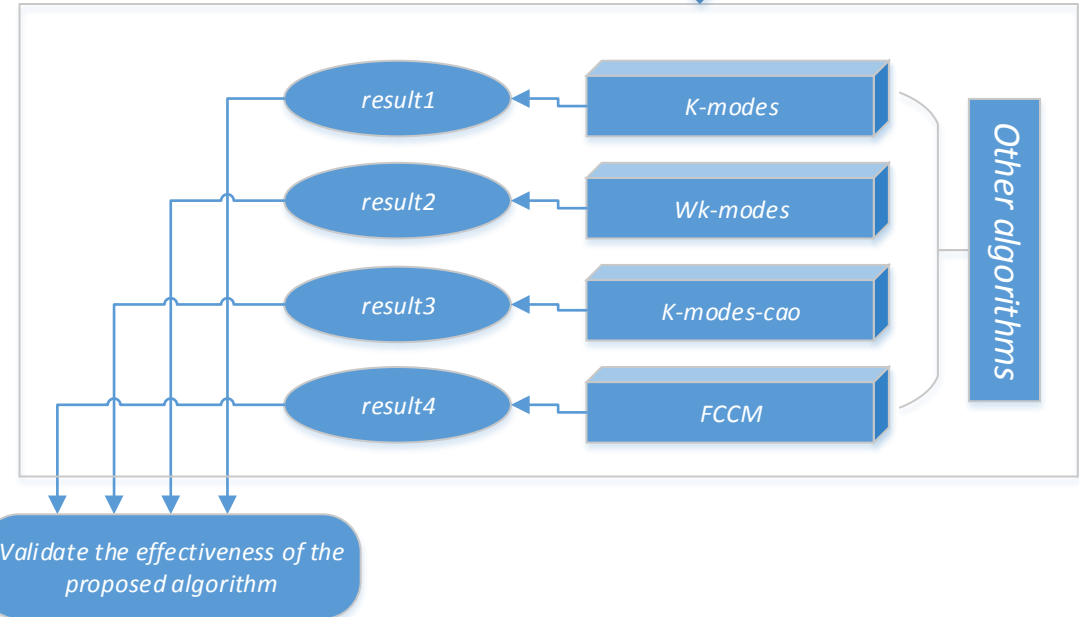 result1
K-modes
result2
Wk-modes
result3
K-modes-cao
result4
FCCM
Other algorithms
Validate the effectiveness of the
proposed algorithm